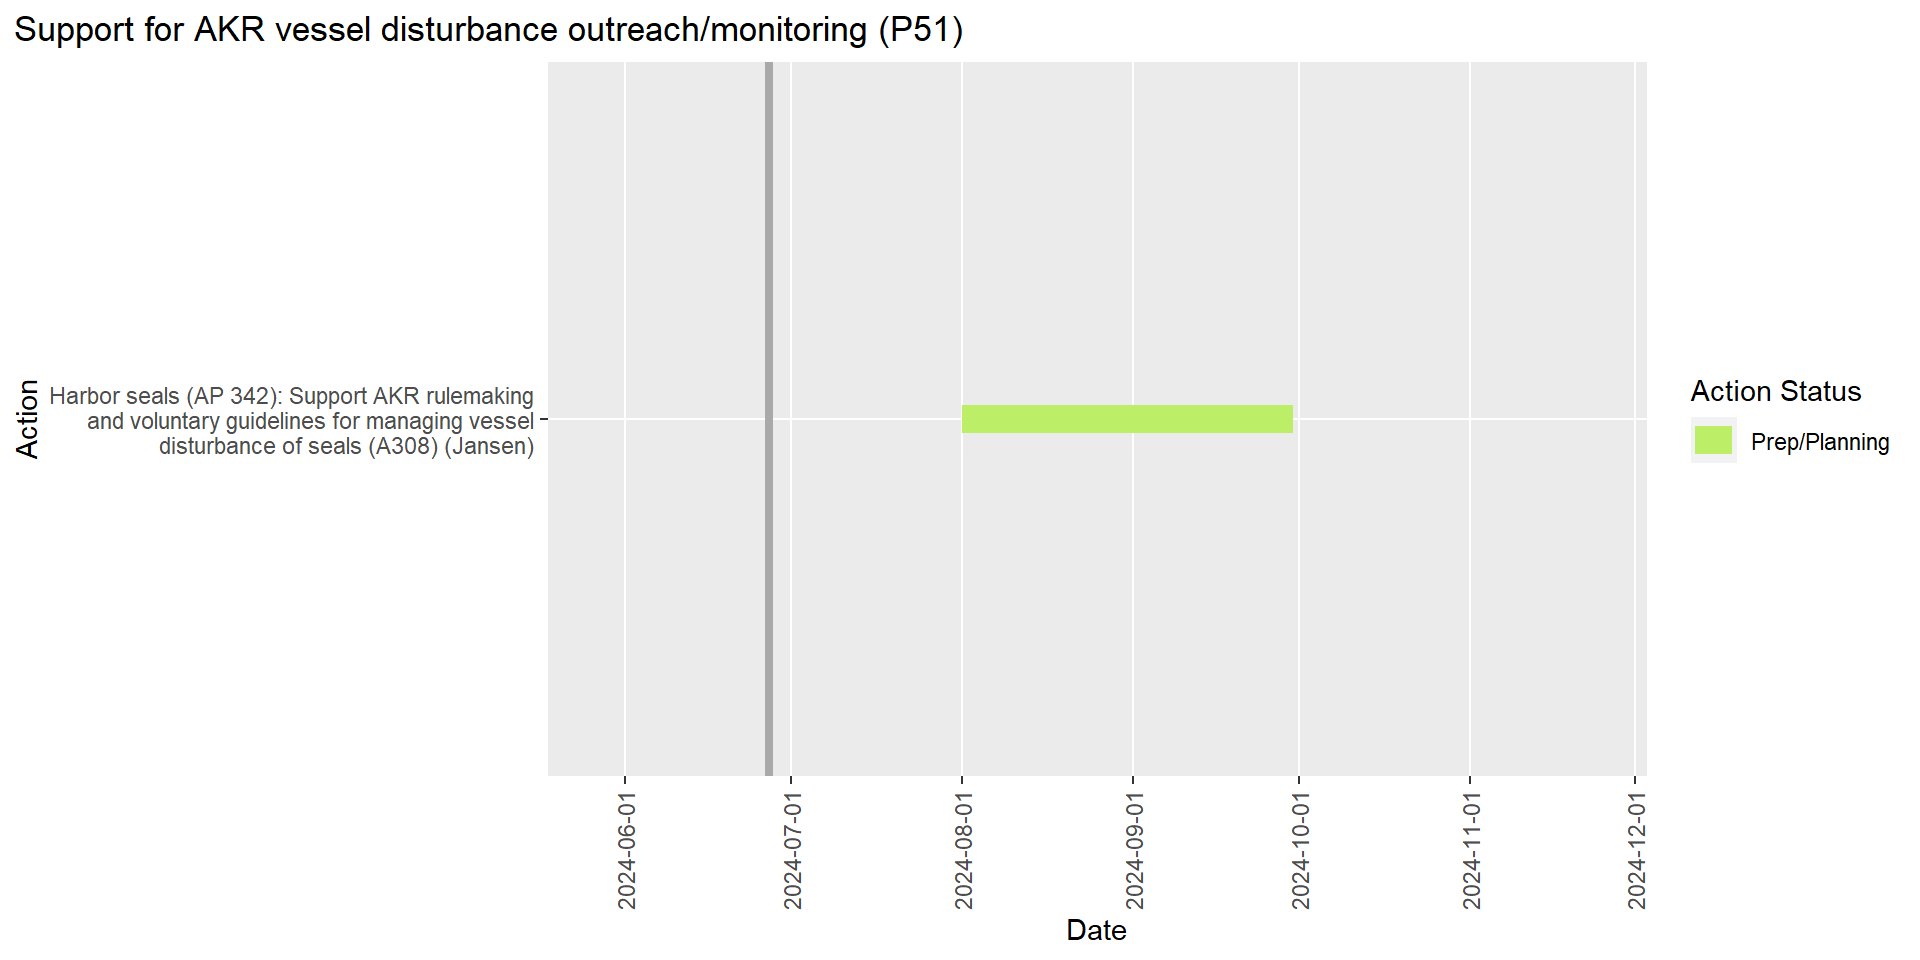 Support for AKR vessel disturbance outreach/monitoring (P51)
Action
Harbor seals (AP 342): Support AKR rulemaking
and voluntary guidelines for managing vessel
disturbance of seals (A308) (Jansen)
Action Status
Prep/Planning
2024-06-01
2024-07-01
2024-08-01
2024-09-01
2024-10-01
2024-11-01
2024-12-01
Date